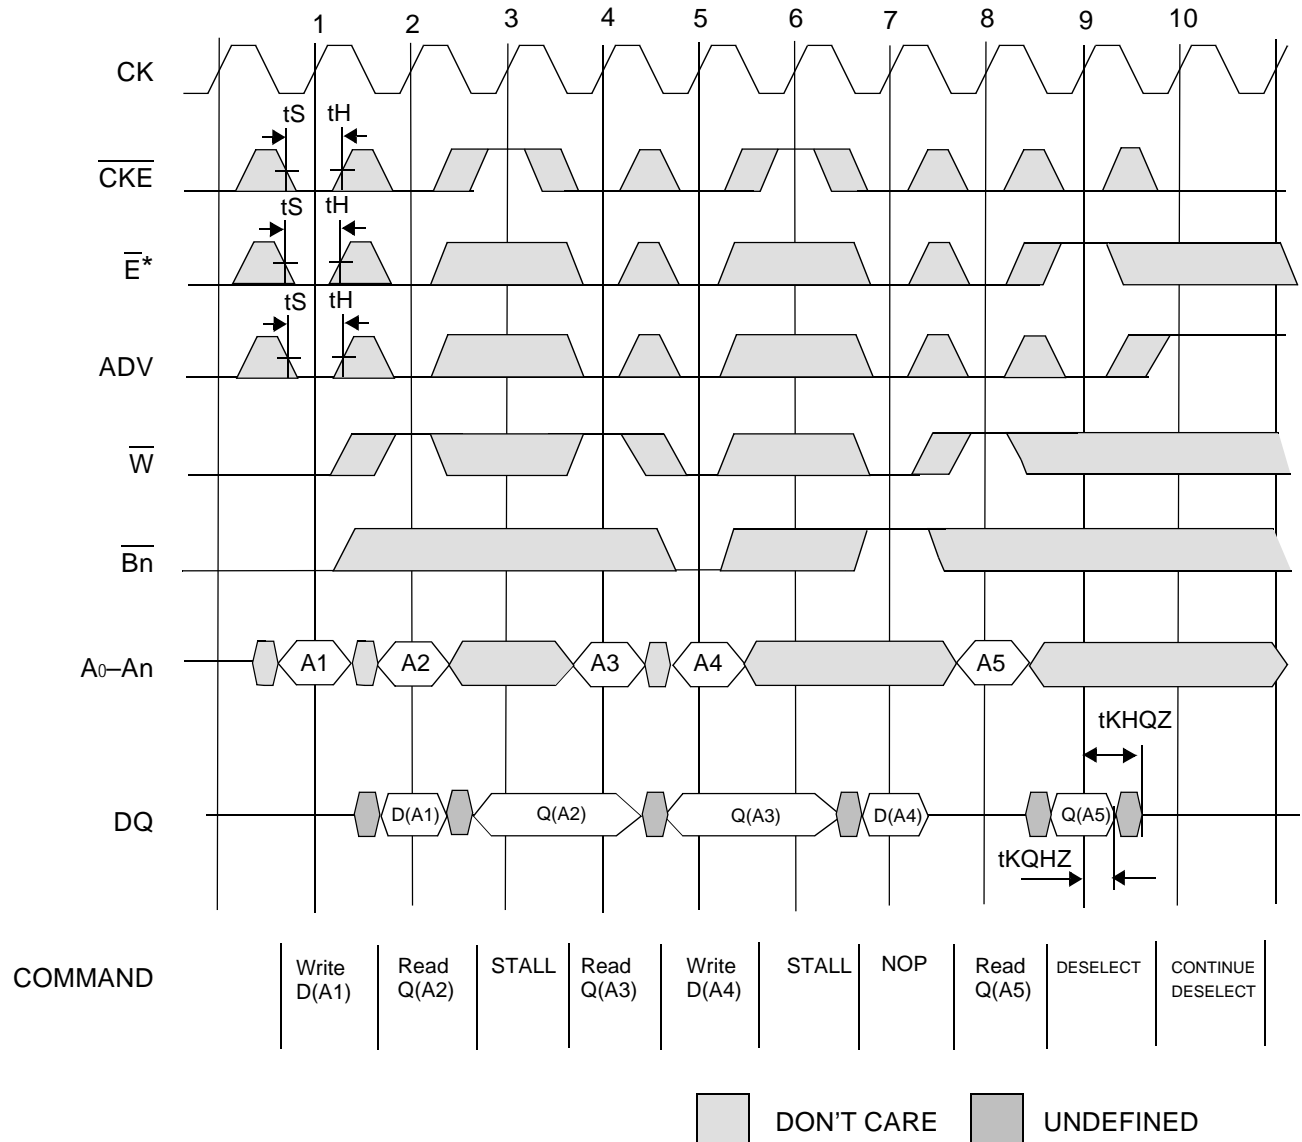 1 2 3 4 5 6 7 8 9 10
CK
tS tH
CKE
tS tH
E*
tS tH
ADV
W
Bn
A0–An A1 A2 A3 A4 A5
tKHQZ
DQ D(A1) Q(A2) Q(A3) D(A4) Q(A5)
tKQHZ
COMMAND
Write D(A1)
Read Q(A2)
STALL
Read Q(A3)
Write D(A4)
STALL
NOP
Read Q(A5)
DESELECT
CONTINUE DESELECT
DON'T CARE UNDEFINED